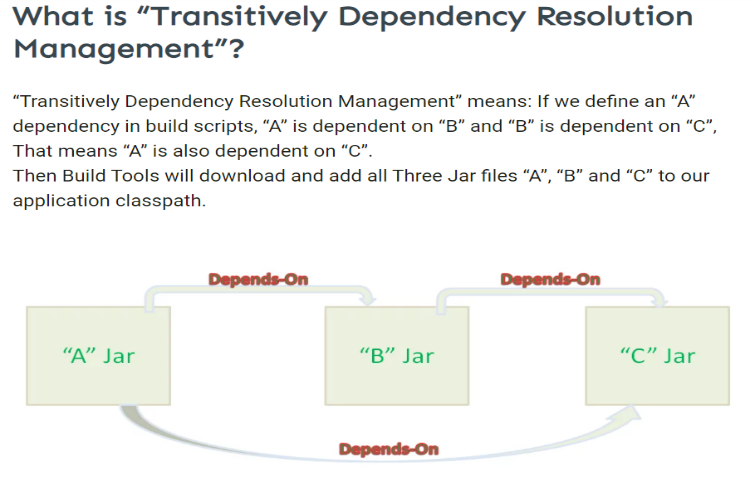 What is “Transitively Dependency Resolution
Management”?
“Transitively Dependency Resolution Management” means: If we define an “A”
dependency in build scripts, “A” is dependent on “B” and “B” is dependent on “C”,
That means “A” is also dependent on “C”.
Then Build Tools will download and add all Three Jar files “A”, “B” and “C” to our
application classpath.
Depends-On
Depends-On
“A” Jar
“B” Jar
“C” Jar
Depends-On